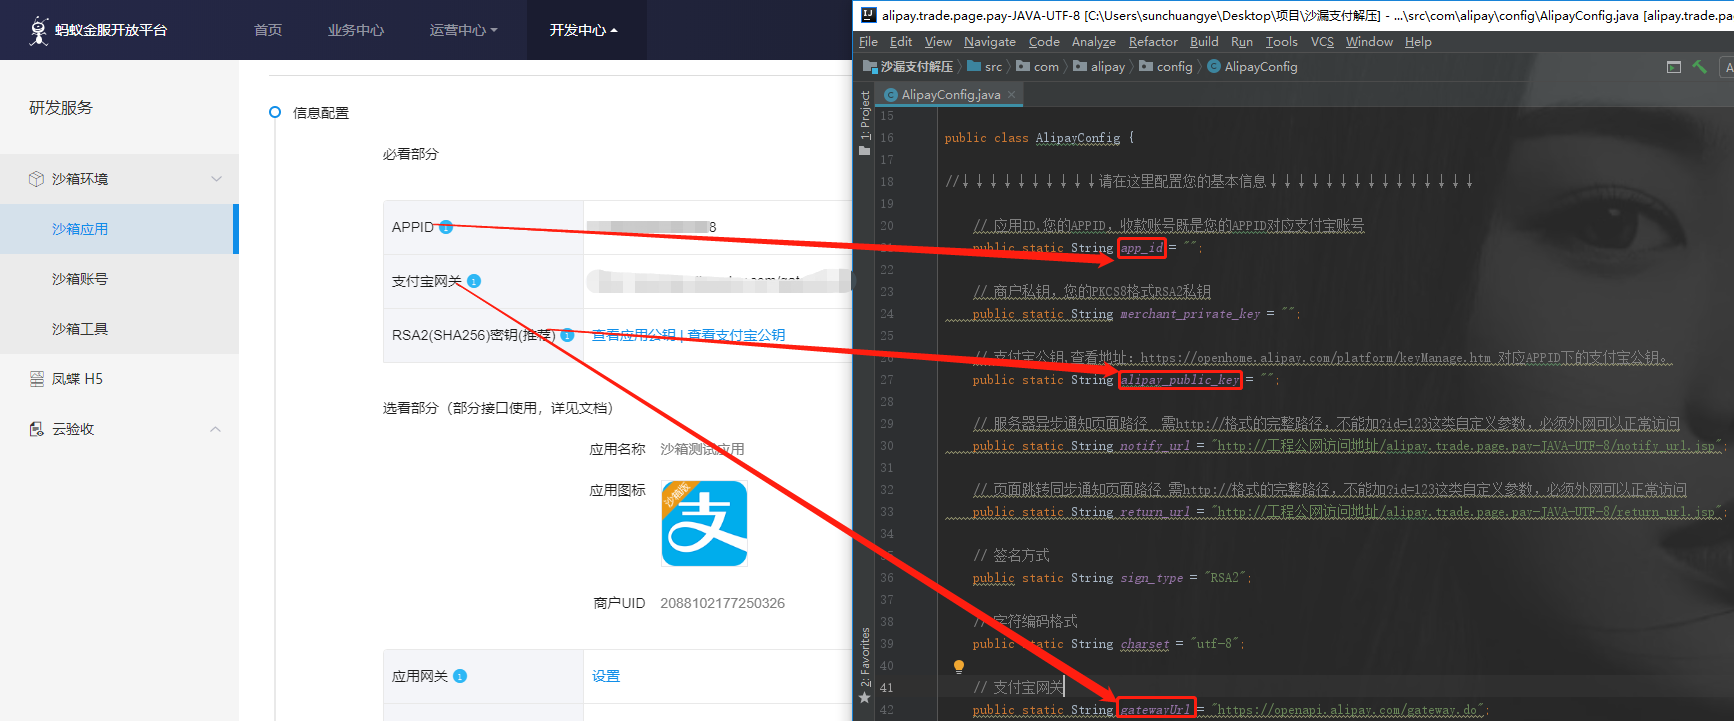 蚂蚁金服开放平台
首页
业务中心
运营中心
开发中心
研发服务
沙箱环境
沙箱应用
沙箱账号
沙箱工具
凤蝶 H5
云验收
信息配置
必看部分
APPID
8
支付宝网关
RSA2(SHA256)密钥(推荐)
查看应用公钥 | 查看支付宝公钥
选看部分（部分接口使用，详见文档）
应用名称 沙箱测试应用
应用图标
沙箱版
支
商户UID 2088102177250326
应用网关
设置
alipay.trade.page.pay-JAVA-UTF-8 [C:\Users\sunchuangye\Desktop\项目\沙漏支付解压] - ...\src\com\alipay\config\AlipayConfig.java [alipay.trade.pa
File Edit View Navigate Code Analyze Refactor Build Run Tools VCS Window Help
沙漏支付解压 src com alipay config AlipayConfig
1: Project
AlipayConfig.java
15
16 public class AlipayConfig {
17
18 //↓↓↓↓↓↓↓↓↓↓请在这里配置您的基本信息↓↓↓↓↓↓↓↓↓↓↓↓↓↓↓
19
20 // 应用ID,您的APPID，收款账号既是您的APPID对应支付宝账号
21 public static String app_id = "";
22
23 // 商户私钥，您的PKCS8格式RSA2私钥
24 public static String merchant_private_key = "";
25
26 // 支付宝公钥,查看地址：https://openhome.alipay.com/platform/keyManage.htm 对应APPID下的支付宝公钥。
27 public static String alipay_public_key = "";
28
29 // 服务器异步通知页面路径 需http://格式的完整路径，不能加?id=123这类自定义参数，必须外网可以正常访问
30 public static String notify_url = "http://工程公网访问地址/alipay.trade.page.pay-JAVA-UTF-8/notify_url.jsp";
31
32 // 页面跳转同步通知页面路径 需http://格式的完整路径，不能加?id=123这类自定义参数，必须外网可以正常访问
33 public static String return_url = "http://工程公网访问地址/alipay.trade.page.pay-JAVA-UTF-8/return_url.jsp";
34
// 签名方式
36 public static String sign_type = "RSA2";
37
38 // 字符编码格式
39 public static String charset = "utf-8";
40
41 // 支付宝网关
42 public static String gatewayUrl = "https://openapi.alipay.com/gateway.do";
2: Favorites